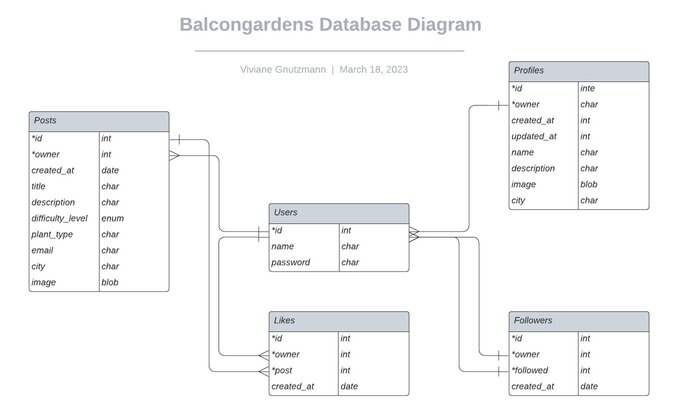 Balcongardens Database Diagram
Viviane Gnutzmann | March 18, 2023
Posts
*id int
*owner int
created_at date
title char
description char
difficulty_level enum
plant_type char
email char
city char
image blob
Users
*id int
name char
password char
Likes
*id int
*owner int
*post int
created_at date
Profiles
*id inte
*owner char
created_at int
updated_at int
name char
description char
image blob
city char
Followers
*id int
*owner int
*followed int
created_at date